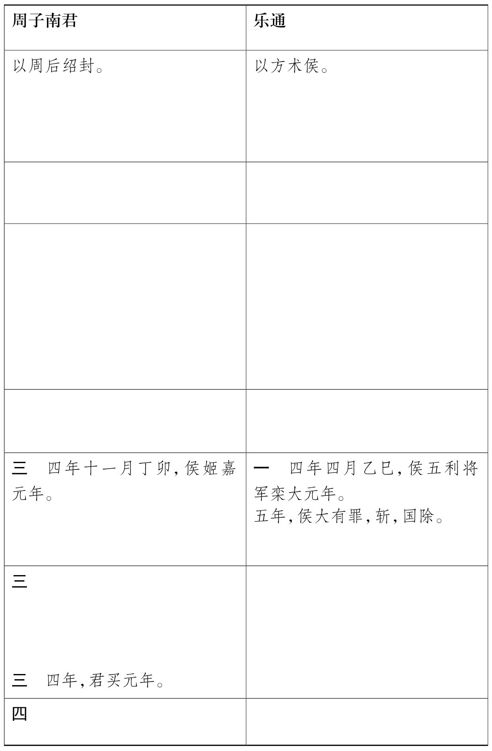 周子南君
乐通
以周后绍封。
以方术侯。
三 四年十一月丁卯,侯姬嘉
元年。
一 四年四月乙巳,侯五利将
军栾大元年。
五年,侯大有罪,斩,国除。
三
三 四年,君买元年。
四